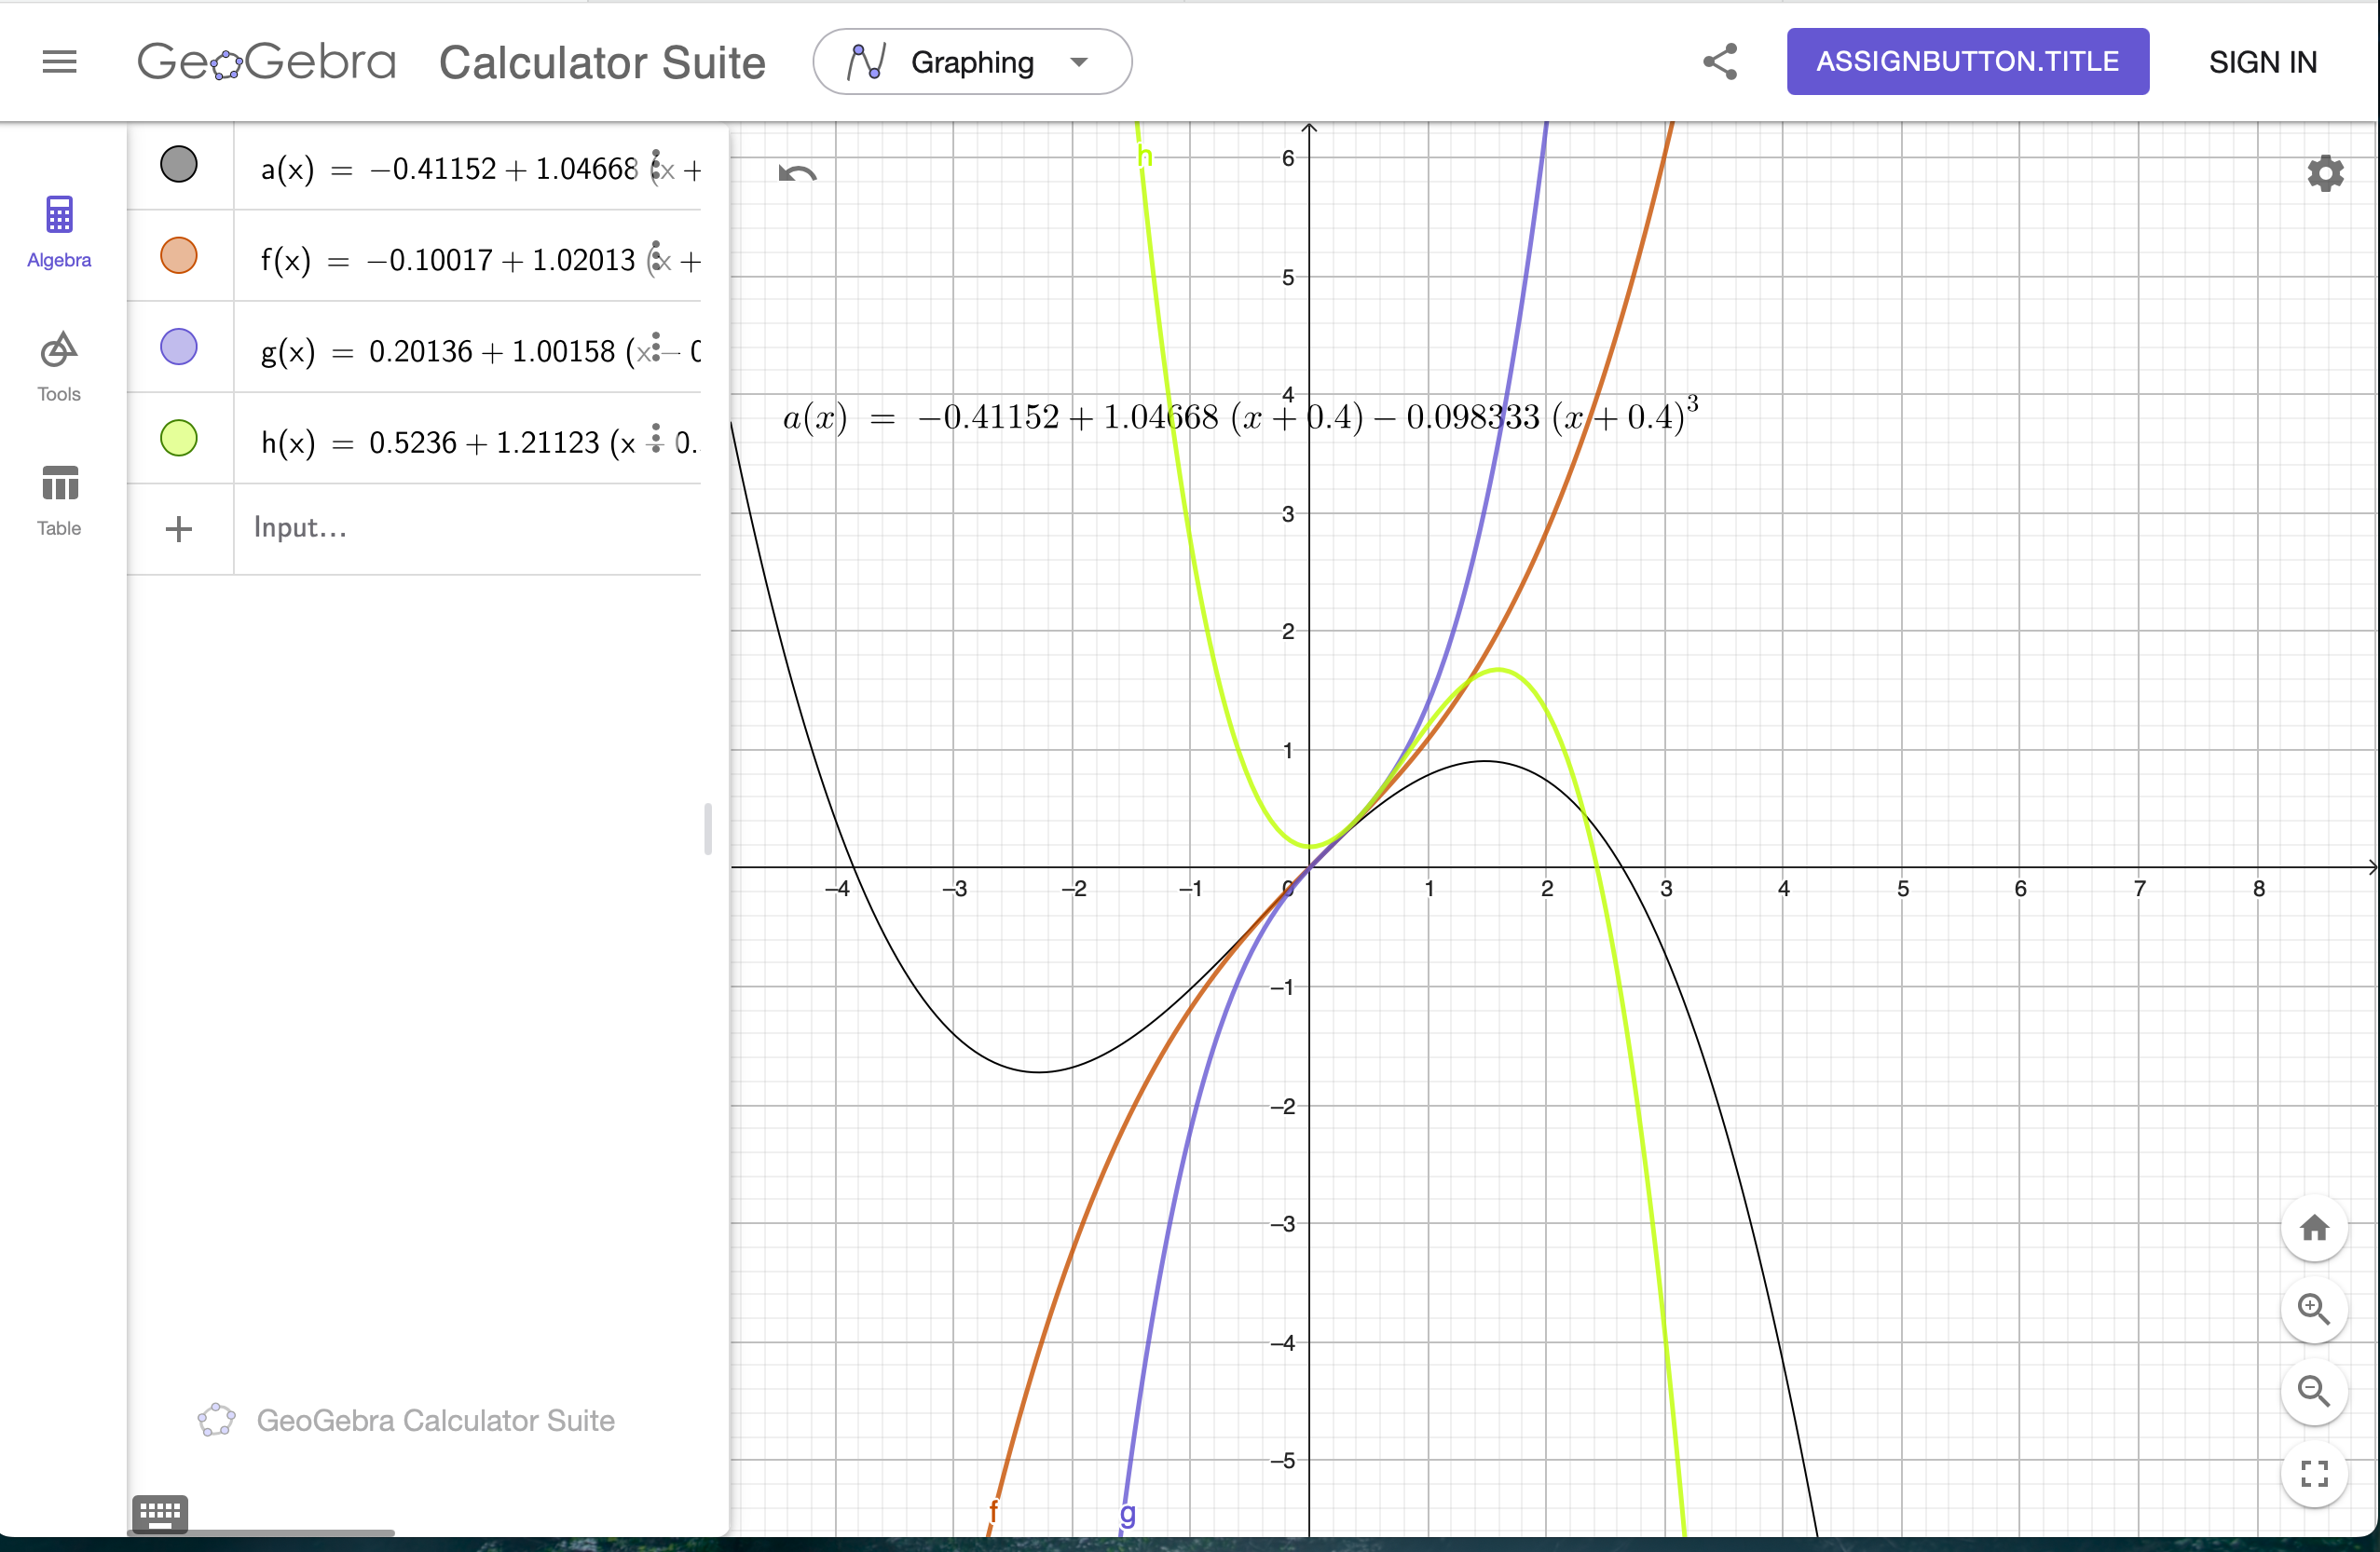 GeoGebra Calculator Suite Graphing ASSIGNBUTTON.TITLE SIGN IN
Algebra
Tools
Table
a(x) = −0.41152 + 1.04668 (x +
f(x) = −0.10017 + 1.02013 (x +
g(x) = 0.20136 + 1.00158 (x − 0
h(x) = 0.5236 + 1.21123 (x − 0.
+ Input…
GeoGebra Calculator Suite
h
6
5
4
a(x) = −0.41152 + 1.04668 (x + 0.4) − 0.098333 (x + 0.4)³
3
2
1
−4 −3 −2 −1 0 1 2 3 4 5 6 7 8
−1
−2
−3
−4
−5
f g